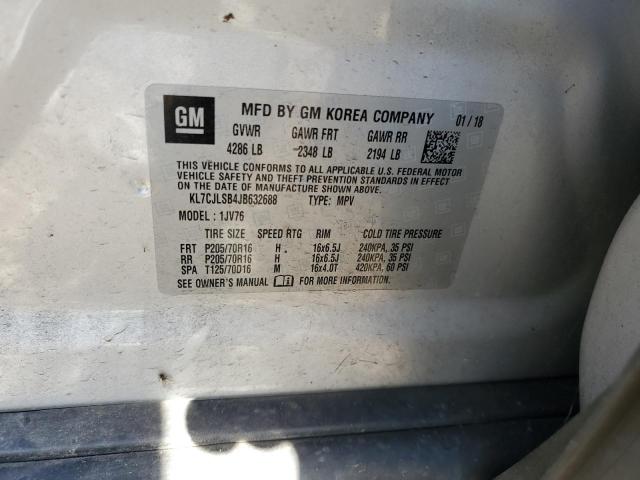 GM MFD BY GM KOREA COMPANY 01 / 18
GVWR GAWR FRT GAWR RR
4286 LB 2348 LB 2194 LB
THIS VEHICLE CONFORMS TO ALL APPLICABLE U.S. FEDERAL MOTOR
VEHICLE SAFETY AND THEFT PREVENTION STANDARDS IN EFFECT
ON THE DATE OF MANUFACTURE SHOWN ABOVE.
KL7CJLSB4JB632688 TYPE: MPV
MODEL : 1JV76
TIRE SIZE SPEED RTG RIM COLD TIRE PRESSURE
FRT P205/70R16 H 16x6.5J 240KPA, 35 PSI
RR P205/70R16 H 16x6.5J 240KPA, 35 PSI
SPA T125/70D16 M 16x4.0T 420KPA, 60 PSI
SEE OWNER'S MANUAL FOR MORE INFORMATION.